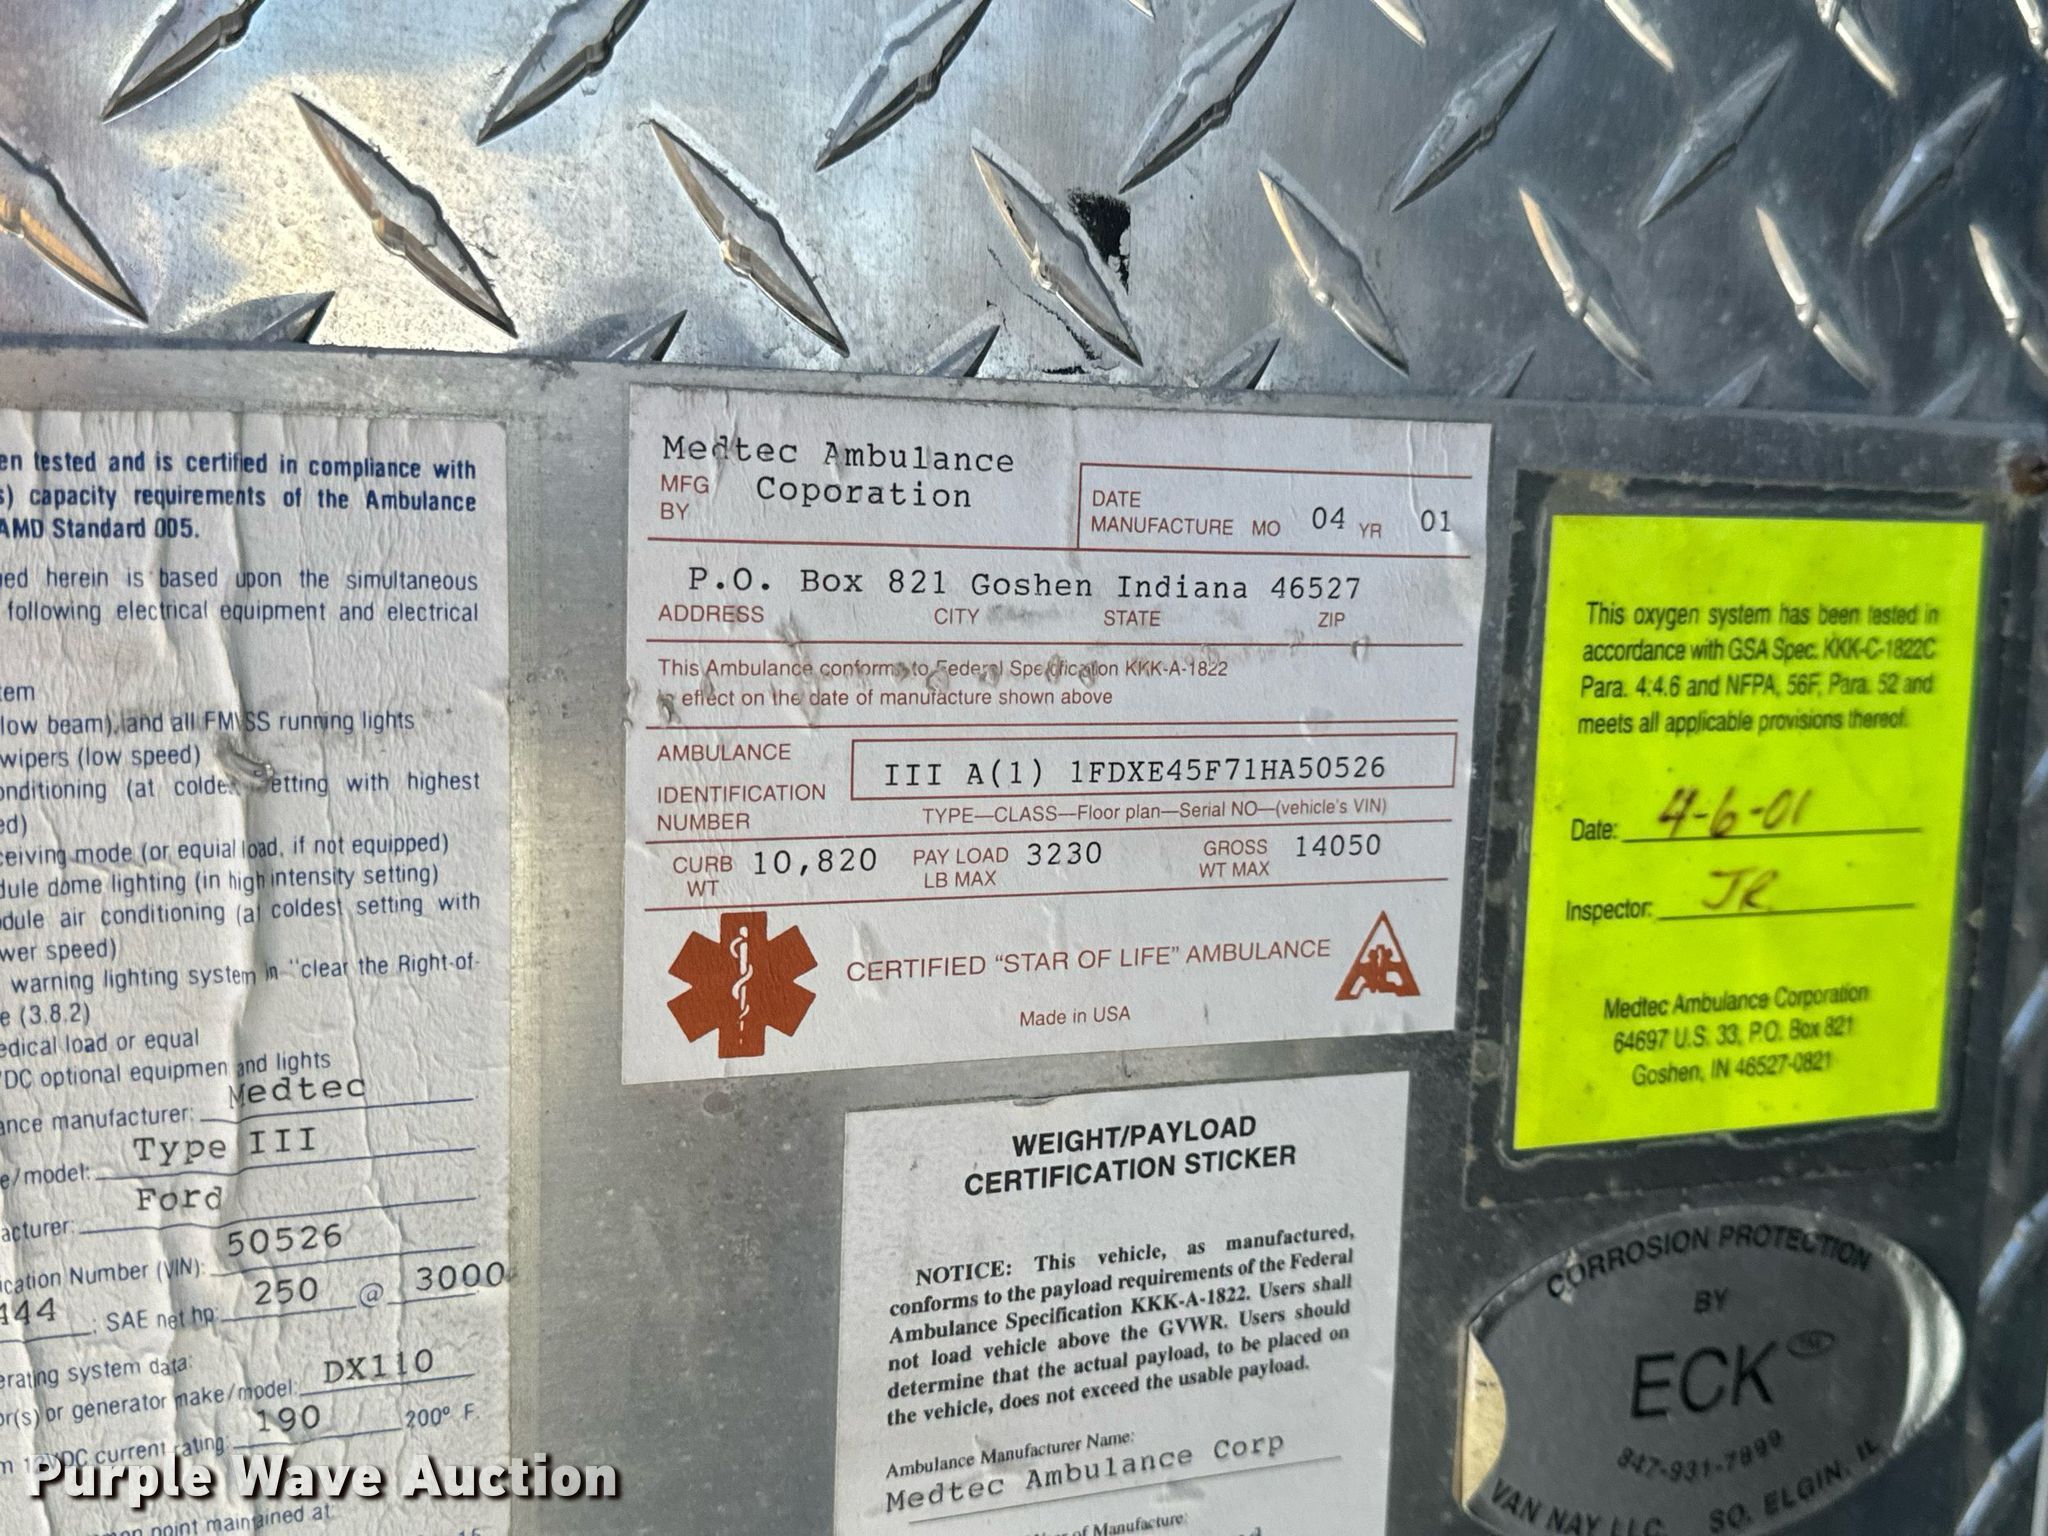 en tested and is certified in compliance with
s) capacity requirements of the Ambulance
AMD Standard 005.
ed herein is based upon the simultaneous
following electrical equipment and electrical
tem
low beam), and all FMVSS running lights
wipers (low speed)
onditioning (at coldest setting with highest
ed)
ceiving mode (or equial load, if not equipped)
dule dome lighting (in high intensity setting)
odule air conditioning (at coldest setting with
wer speed)
warning lighting system in "clear the Right-of-
e (3.8.2)
edical load or equal
DC optional equipmen and lights
ance manufacturer: Medtec
e/model: Type III
acturer: Ford
ication Number (VIN): 50526
444 ; SAE net hp: 250 @ 3000
erating system data:
or(s) or generator make/model: DX110
m 12VDC current rating: 190 200° F.
mon point maintained at:
Medtec Ambulance
MFG BY Coporation
DATE MANUFACTURE MO 04 YR 01
P.O. Box 821 Goshen Indiana 46527
ADDRESS CITY STATE ZIP
This Ambulance conforms to Federal Specification KKK-A-1822
effect on the date of manufacture shown above
AMBULANCE
IDENTIFICATION
NUMBER
III A(1) 1FDXE45F71HA50526
TYPE—CLASS—Floor plan—Serial NO—(vehicle's VIN)
CURB WT 10,820 PAY LOAD LB MAX 3230 GROSS WT MAX 14050
CERTIFIED "STAR OF LIFE" AMBULANCE
Made in USA
WEIGHT/PAYLOAD
CERTIFICATION STICKER
NOTICE: This vehicle, as manufactured,
conforms to the payload requirements of the Federal
Ambulance Specification KKK-A-1822. Users shall
not load vehicle above the GVWR. Users should
determine that the actual payload, to be placed on
the vehicle, does not exceed the usable payload.
Ambulance Manufacturer Name:
Medtec Ambulance Corp
of Manufacture:
This oxygen system has been tested in
accordance with GSA Spec. KKK-C-1822C
Para. 4.4.6 and NFPA, 56F, Para. 52 and
meets all applicable provisions thereof.
Date: 4-6-01
Inspector: JR
Medtec Ambulance Corporation
64697 U.S. 33, P.O. Box 821
Goshen, IN 46527-0821
CORROSION PROTECTION
BY
ECK
847-931-7899
VAN NAY LLC. SO. ELGIN, IL
Purple Wave Auction